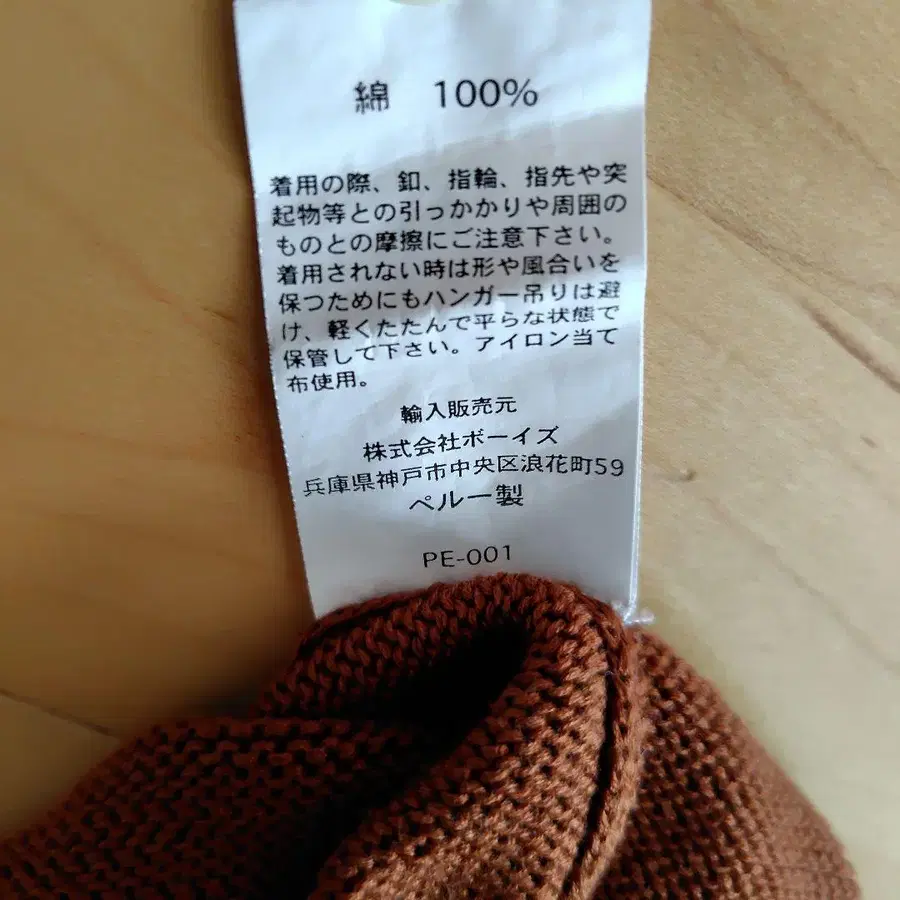 綿 100%
着用の際、釦、指輪、指先や突
起物等との引っかかりや周囲の
ものとの摩擦にご注意下さい。
着用されない時は形や風合いを
保つためにもハンガー吊りは避
け、軽くたたんで平らな状態で
保管して下さい。アイロン当て
布使用。
輸入販売元
株式会社ボーイズ
兵庫県神戸市中央区浪花町59
ペルー製
PE-001